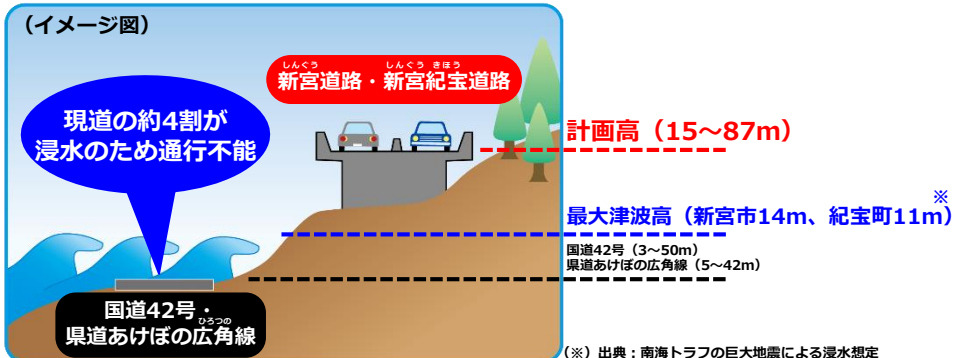 （イメージ図）
しんぐう しんぐう きほう
新宮道路・新宮紀宝道路
現道の約4割が
浸水のため通行不能
計画高（15～87m）
※
最大津波高（新宮市14m、紀宝町11m）
国道42号（3～50m）
県道あけぼの広角線（5～42m）
国道42号・
ひろつの
県道あけぼの広角線
（※）出典：南海トラフの巨大地震による浸水想定